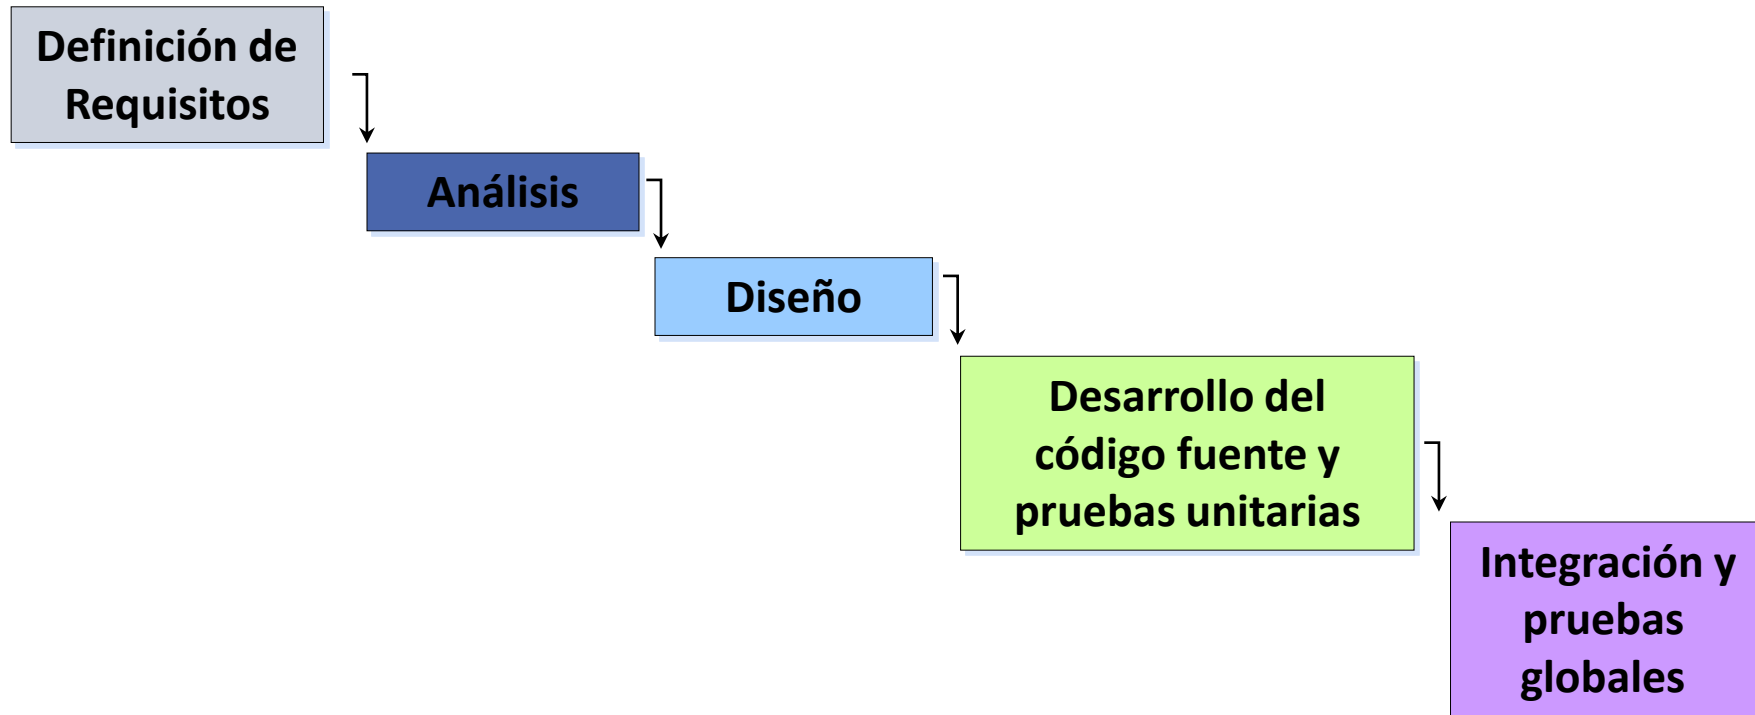 Definición de
Requisitos
Análisis
Diseño
Desarrollo del
código fuente y
pruebas unitarias
Integración y
pruebas
globales